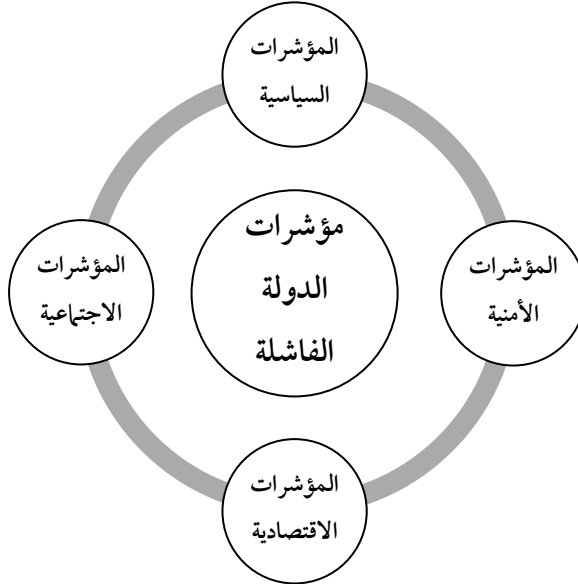 المؤشرات
السياسية
مؤشرات
الدولة
الفاشلة
المؤشرات
الأمنية
المؤشرات
الاجتماعية
المؤشرات
الاقتصادية